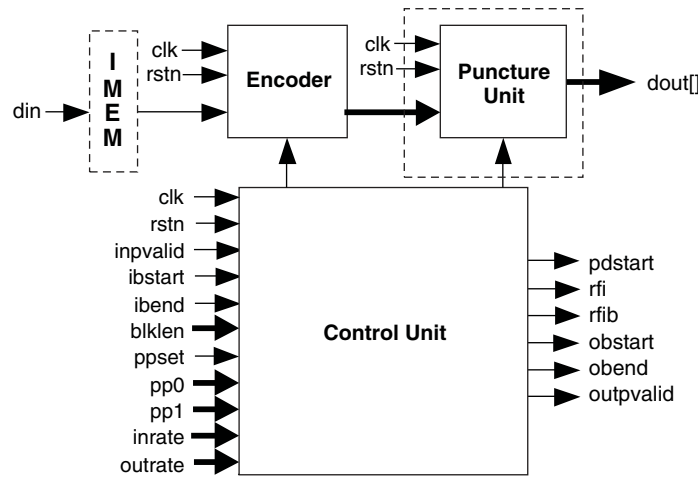 din
I
M
E
M
clk
rstn
Encoder
clk
rstn
Puncture
Unit
dout[]
clk
rstn
inpvalid
ibstart
ibend
blklen
ppset
pp0
pp1
inrate
outrate
Control Unit
pdstart
rfi
rfib
obstart
obend
outpvalid